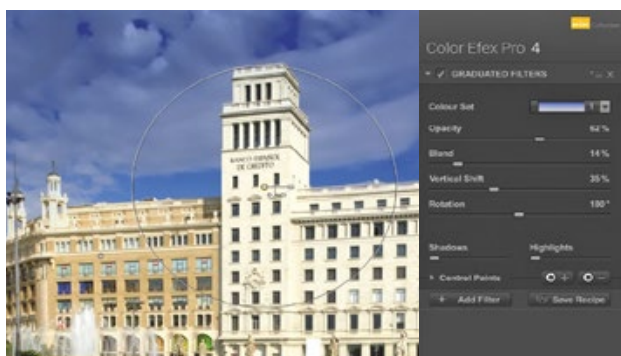 BANCO ESPAÑOL
DE CREDITO
Color Efex Pro 4
GRADUATED FILTERS
Colour Set 1
Opacity 62%
Blend 14%
Vertical Shift 35%
Rotation 180°
Shadows Highlights
Control Points + −
+ Add Filter Save Recipe